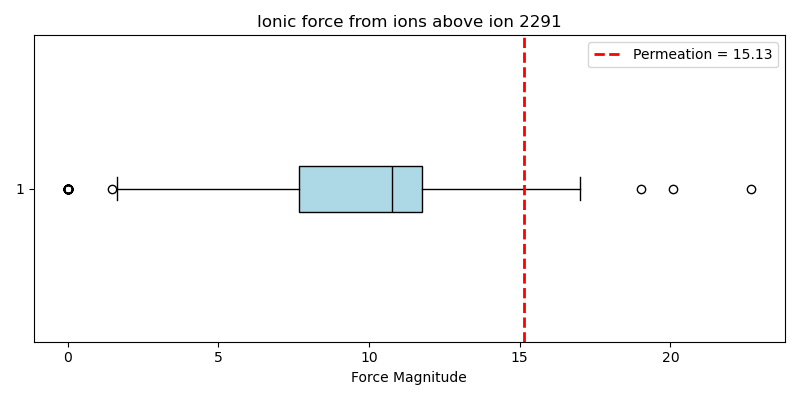 Ionic force from ions above ion 2291
Permeation = 15.13
1
0 5 10 15 20
Force Magnitude